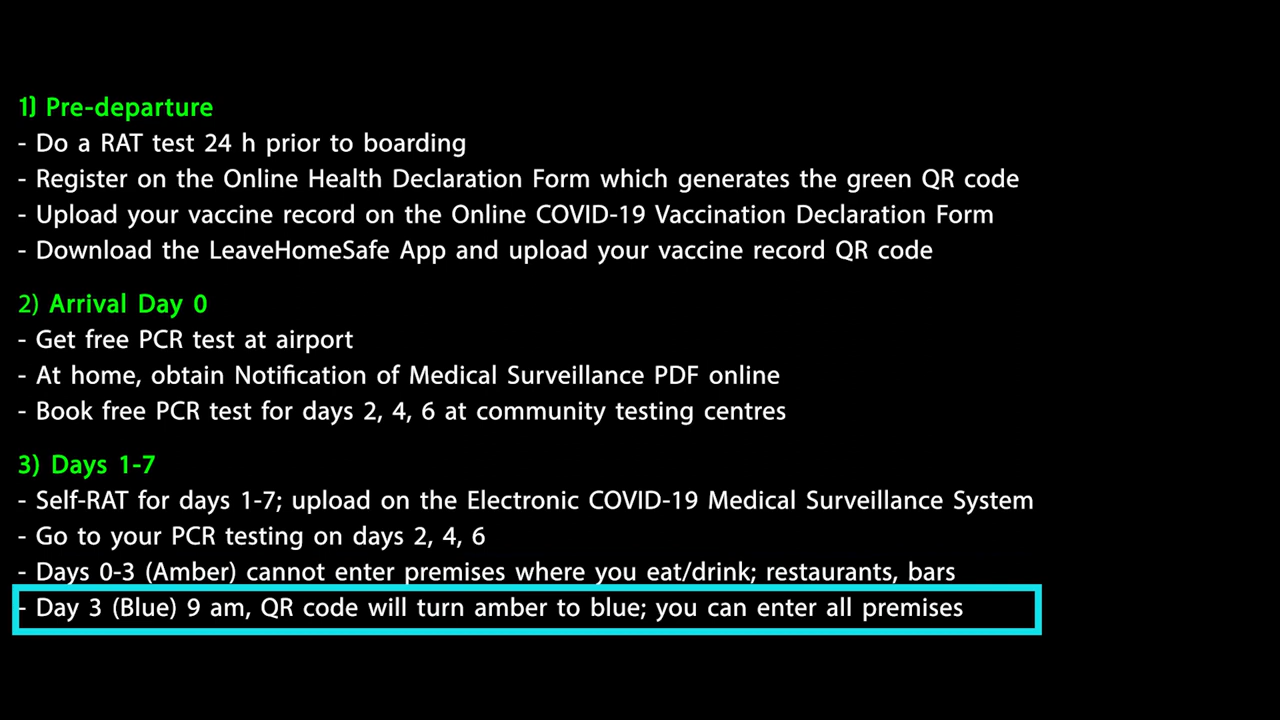 1) Pre-departure
- Do a RAT test 24 h prior to boarding
- Register on the Online Health Declaration Form which generates the green QR code
- Upload your vaccine record on the Online COVID-19 Vaccination Declaration Form
- Download the LeaveHomeSafe App and upload your vaccine record QR code
2) Arrival Day 0
- Get free PCR test at airport
- At home, obtain Notification of Medical Surveillance PDF online
- Book free PCR test for days 2, 4, 6 at community testing centres
3) Days 1-7
- Self-RAT for days 1-7; upload on the Electronic COVID-19 Medical Surveillance System
- Go to your PCR testing on days 2, 4, 6
- Days 0-3 (Amber) cannot enter premises where you eat/drink; restaurants, bars
- Day 3 (Blue) 9 am, QR code will turn amber to blue; you can enter all premises